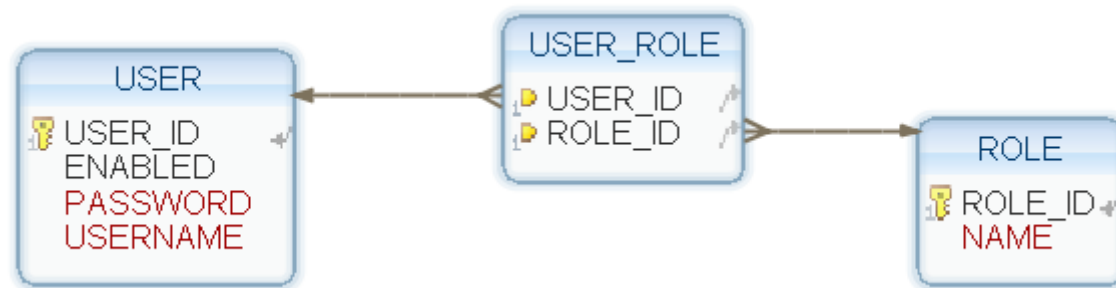 USER
USER_ID
ENABLED
PASSWORD
USERNAME
USER_ROLE
USER_ID
ROLE_ID
ROLE
ROLE_ID
NAME